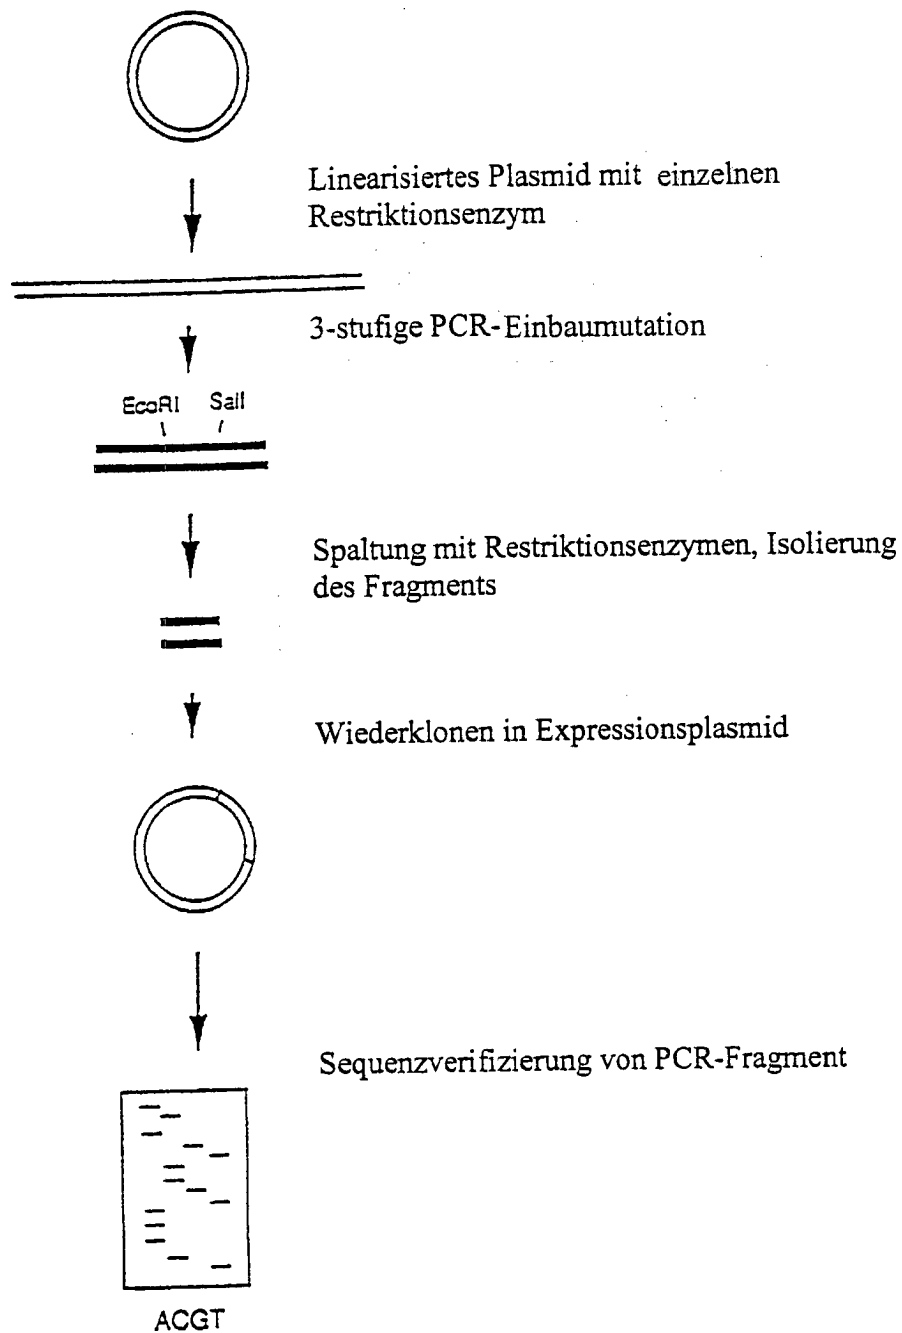 Linearisiertes Plasmid mit einzelnen
Restriktionsenzym
3-stufige PCR-Einbaumutation
EcoRI SalI
Spaltung mit Restriktionsenzymen, Isolierung
des Fragments
Wiederklonen in Expressionsplasmid
Sequenzverifizierung von PCR-Fragment
ACGT